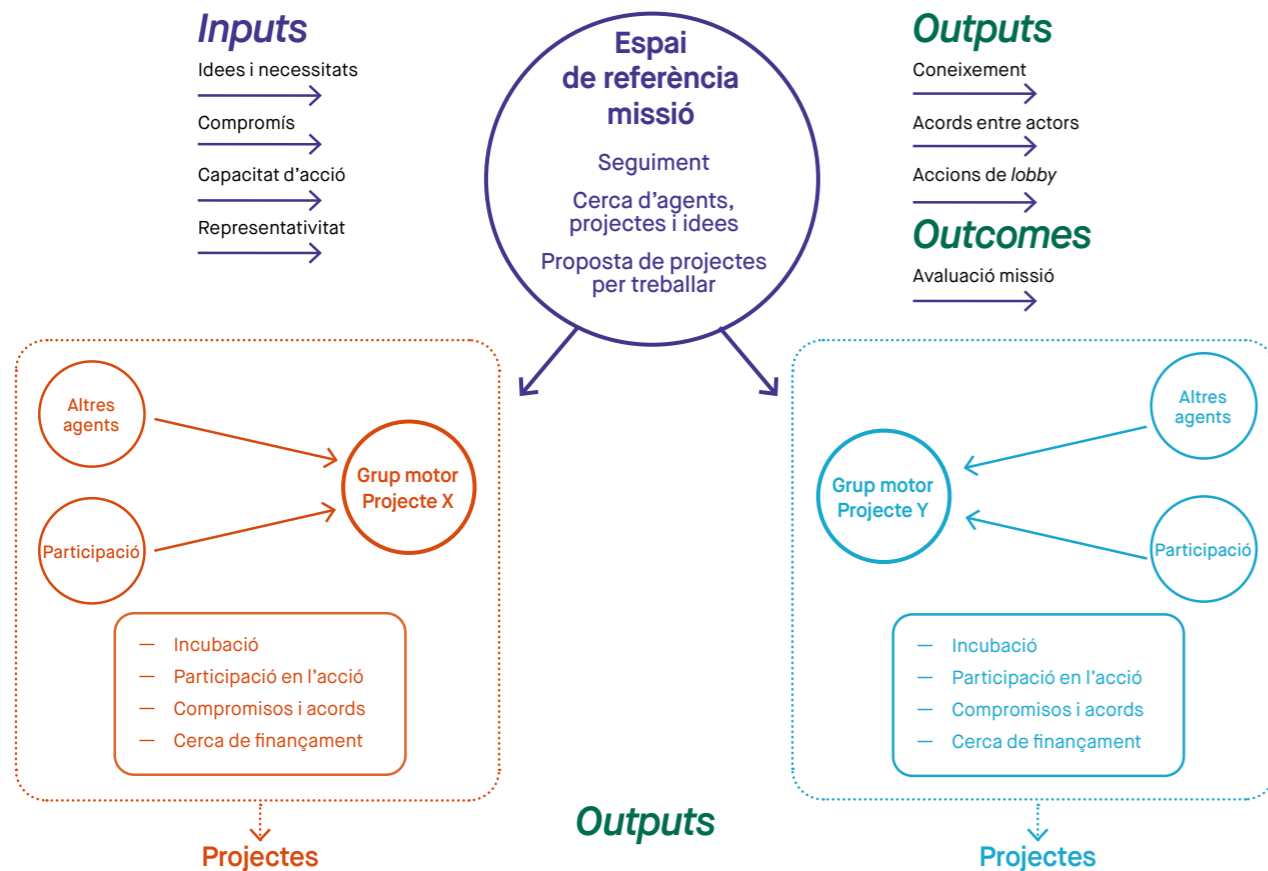 Inputs
Idees i necessitats
Compromís
Capacitat d’acció
Representativitat
Espai
de referència
missió
Seguiment
Cerca d’agents,
projectes i idees
Proposta de projectes
per treballar
Outputs
Coneixement
Acords entre actors
Accions de lobby
Outcomes
Avaluació missió
Altres
agents
Participació
Grup motor
Projecte X
— Incubació
— Participació en l’acció
— Compromisos i acords
— Cerca de finançament
Projectes
Outputs
Grup motor
Projecte Y
Altres
agents
Participació
— Incubació
— Participació en l’acció
— Compromisos i acords
— Cerca de finançament
Projectes